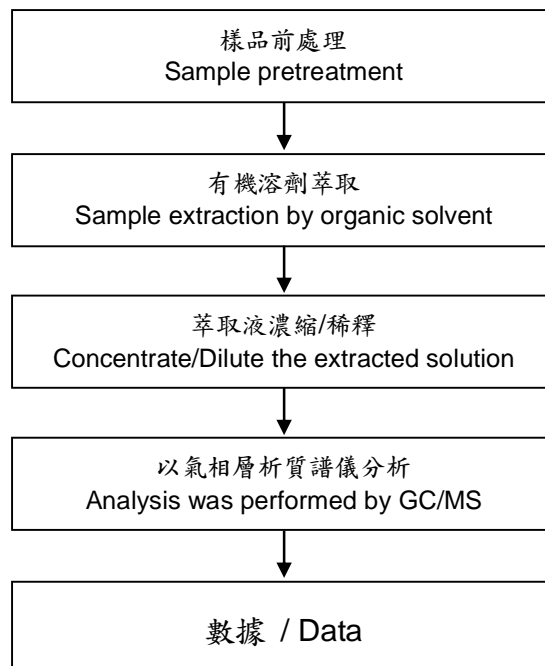 樣品前處理
Sample pretreatment
有機溶劑萃取
Sample extraction by organic solvent
萃取液濃縮/稀釋
Concentrate/Dilute the extracted solution
以氣相層析質譜儀分析
Analysis was performed by GC/MS
數據 / Data